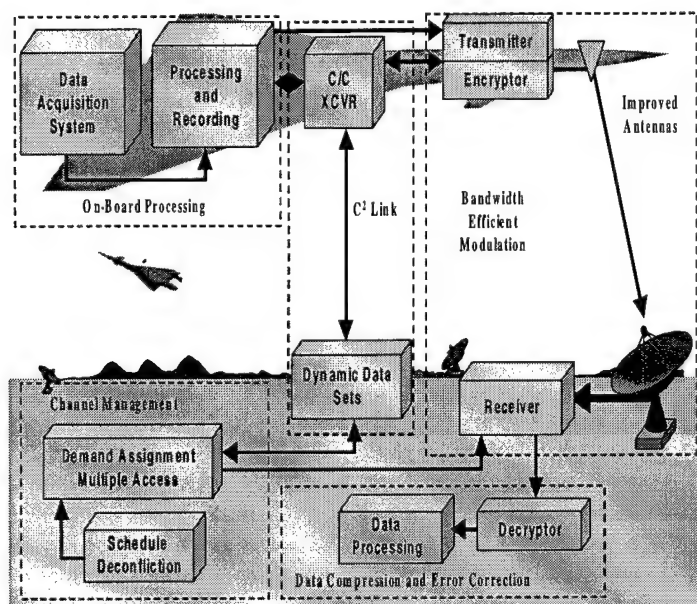 Data
Acquisition
System
Processing
and
Recording
C/C
XCVR
Transmitter
Encryptor
Improved
Antennas
On-Board Processing
C² Link
Bandwidth
Efficient
Modulation
Dynamic Data
Sets
Receiver
Channel Management
Demand Assignment
Multiple Access
Schedule
Deconfliction
Data
Processing
Decryptor
Data Compression and Error Correction